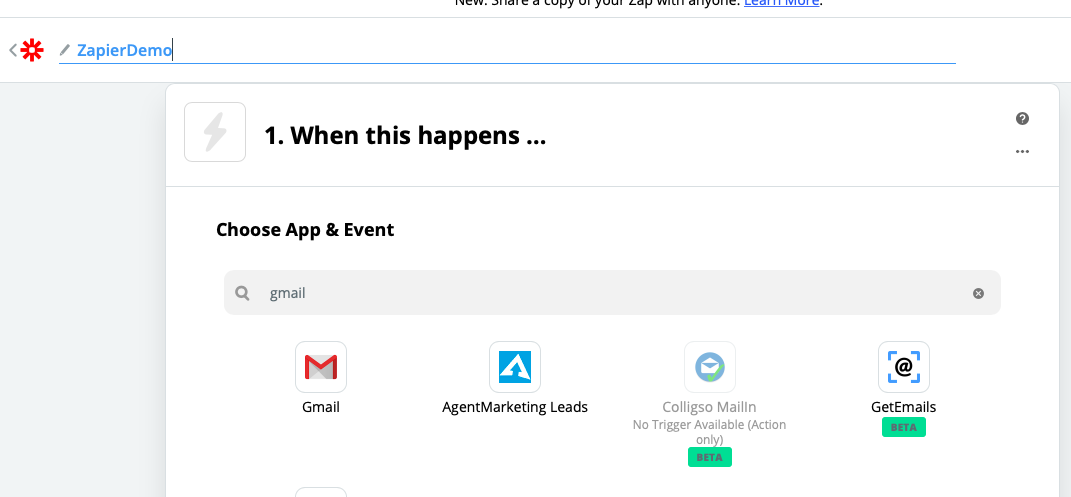 New: Share a copy of your Zap with anyone. Learn More.
ZapierDemo
1. When this happens ...
Choose App & Event
gmail
Gmail
AgentMarketing Leads
Colligso MailIn
No Trigger Available (Action
only)
BETA
GetEmails
BETA